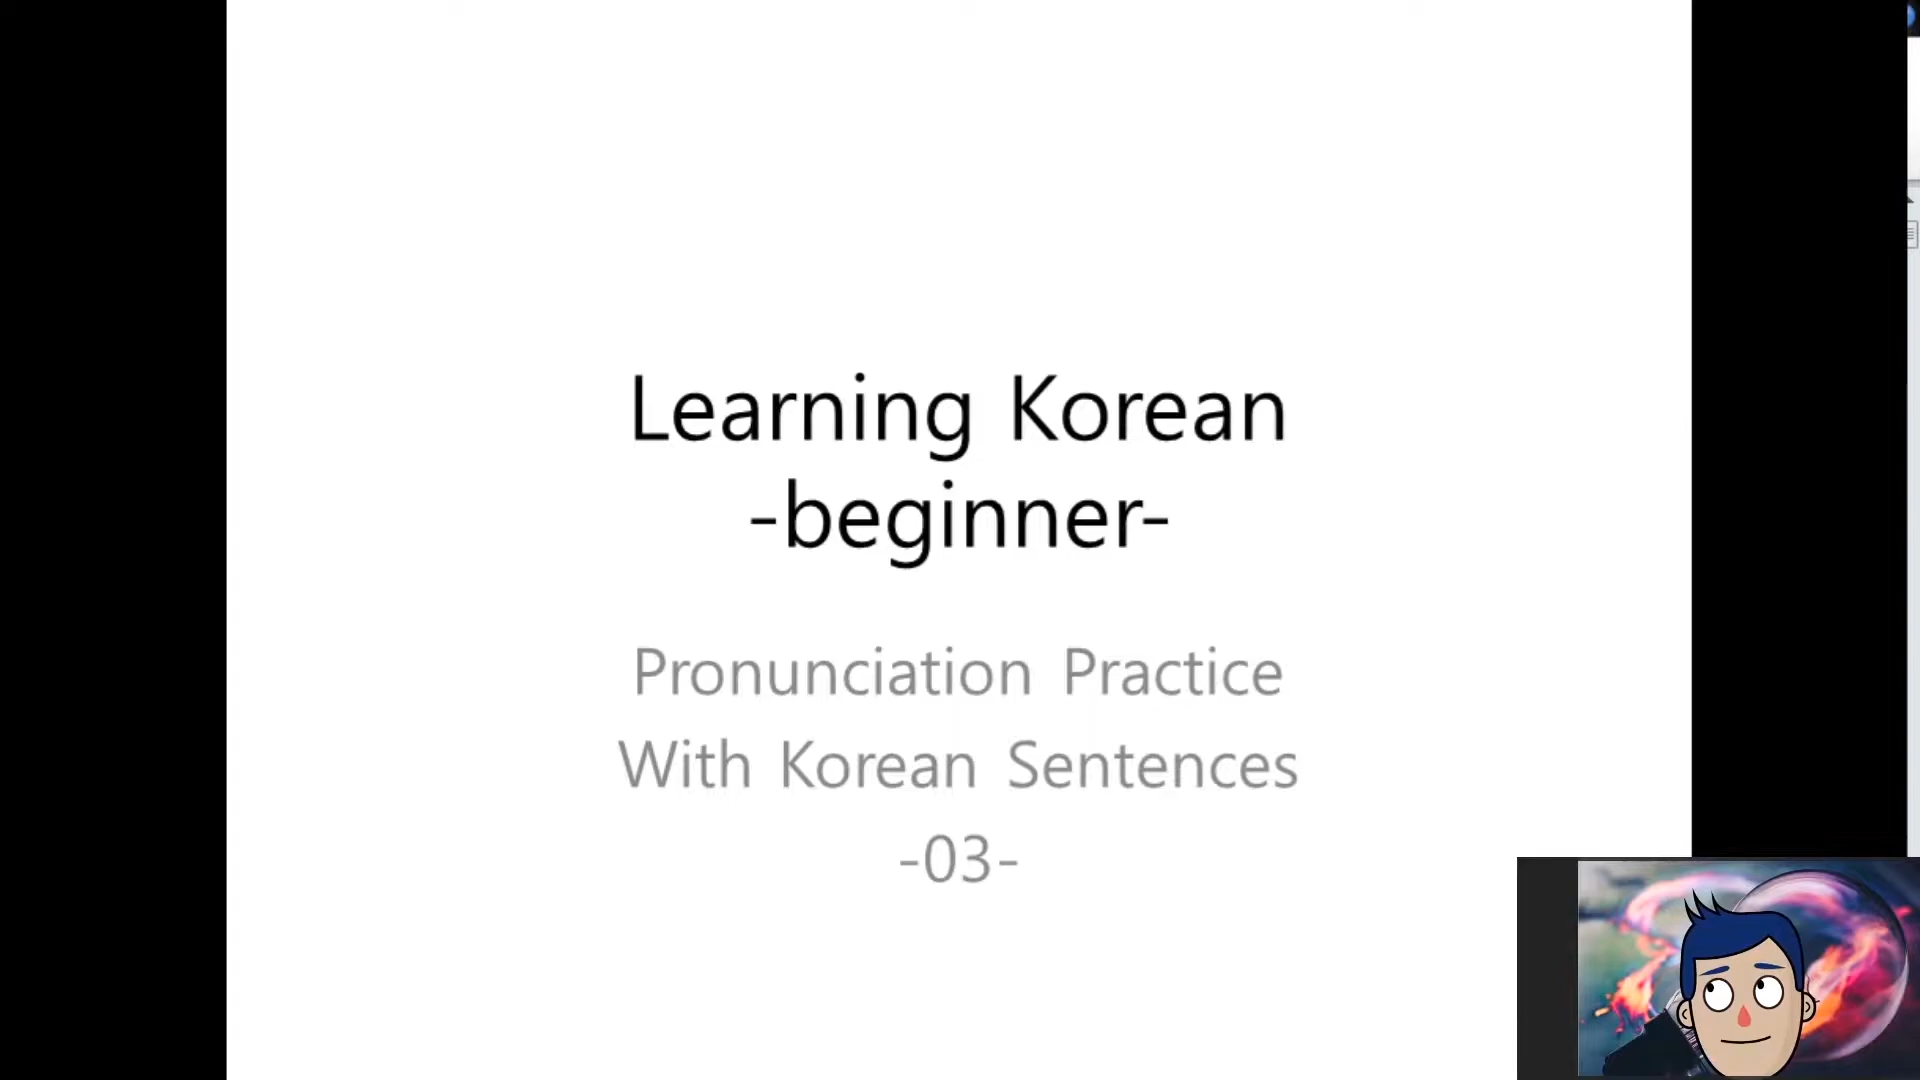 Learning Korean
-beginner-
Pronunciation Practice
With Korean Sentences
-03-